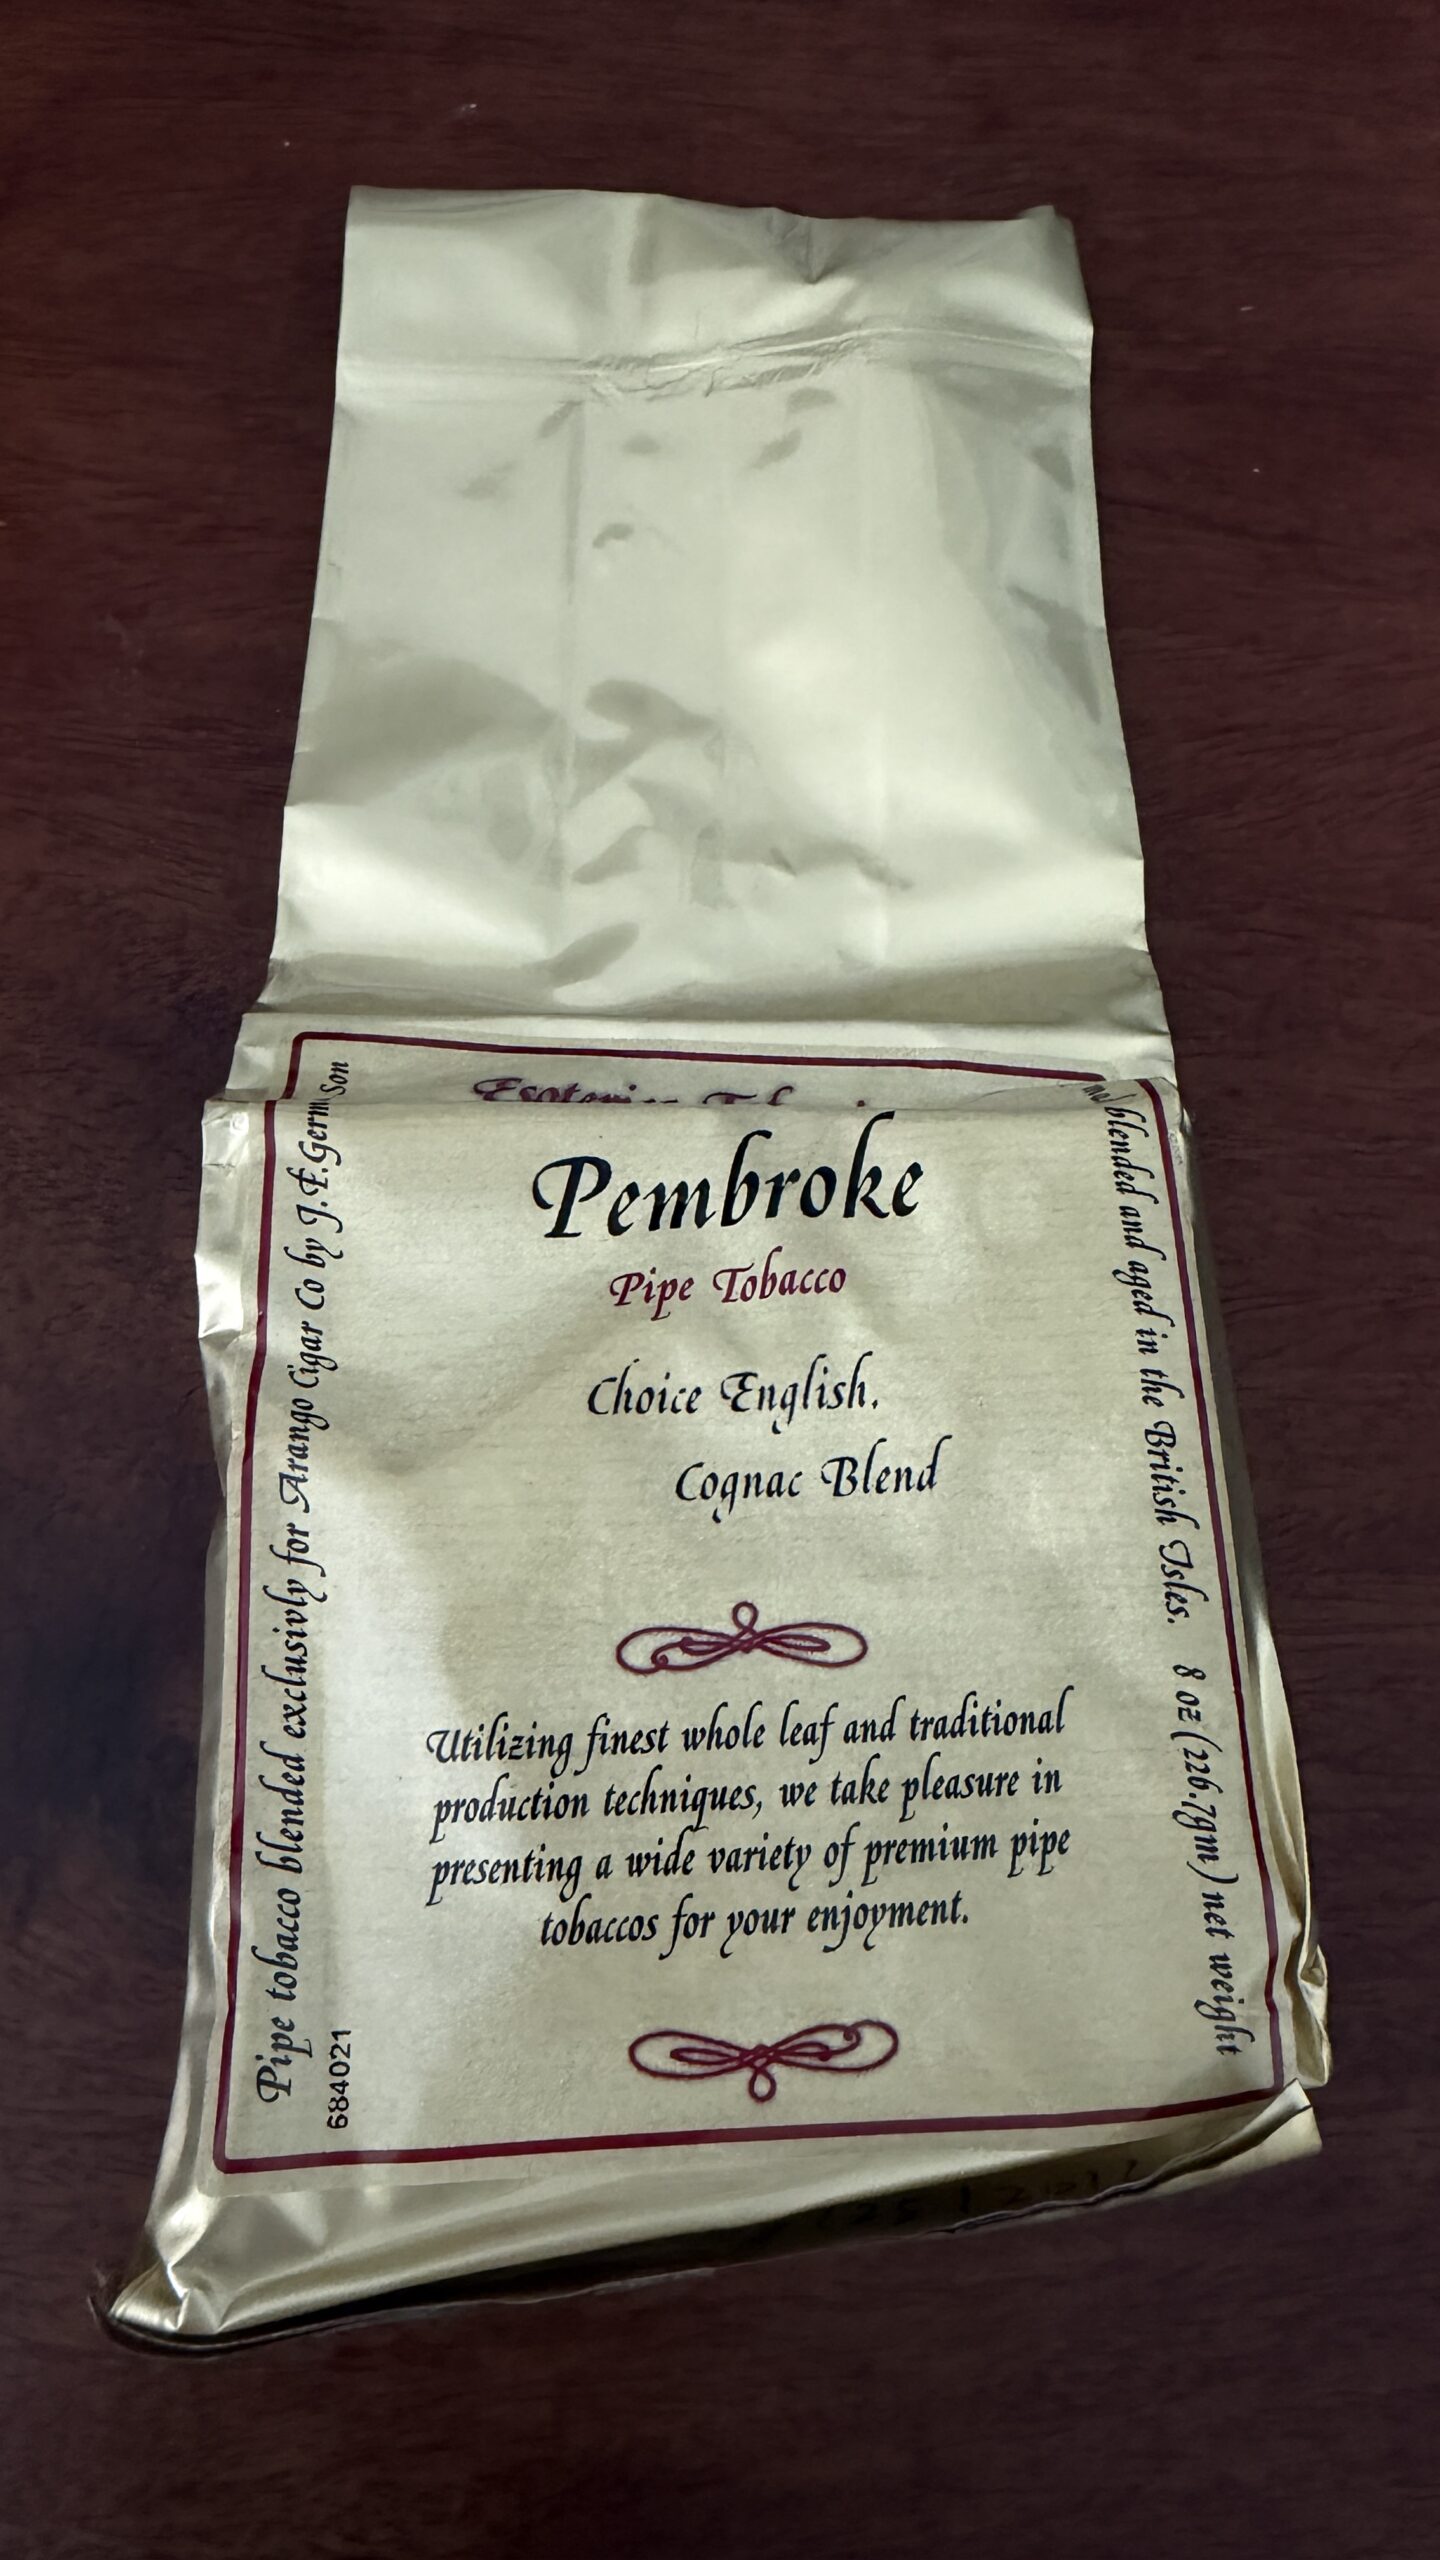 Pembroke
Pipe Tobacco
Choice English.
Cognac Blend
Utilizing finest whole leaf and traditional
production techniques, we take pleasure in
presenting a wide variety of premium pipe
tobaccos for your enjoyment.
Pipe tobacco blended exclusivly for Arango Cigar Co by J.F.Germ Son
684021
blended and aged in the British Isles. 8 oz (226.7gm) net weight